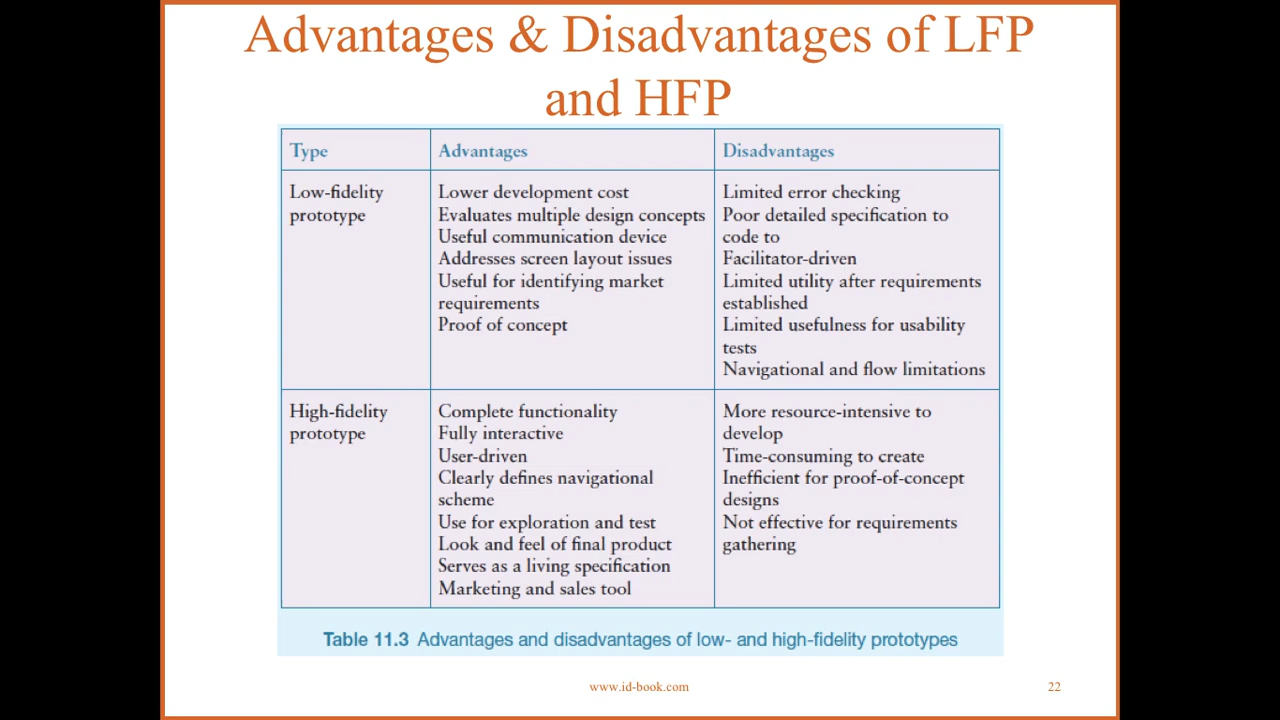 Advantages & Disadvantages of LFP
and HFP
Type
Advantages
Disadvantages
Low-fidelity
prototype
Lower development cost
Evaluates multiple design concepts
Useful communication device
Addresses screen layout issues
Useful for identifying market
requirements
Proof of concept
Limited error checking
Poor detailed specification to
code to
Facilitator-driven
Limited utility after requirements
established
Limited usefulness for usability
tests
Navigational and flow limitations
High-fidelity
prototype
Complete functionality
Fully interactive
User-driven
Clearly defines navigational
scheme
Use for exploration and test
Look and feel of final product
Serves as a living specification
Marketing and sales tool
More resource-intensive to
develop
Time-consuming to create
Inefficient for proof-of-concept
designs
Not effective for requirements
gathering
Table 11.3 Advantages and disadvantages of low- and high-fidelity prototypes
www.id-book.com
22